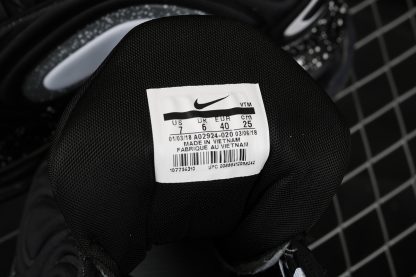 VTM
US UK EUR cm
7 6 40 25
01/03/18 AO2924-020 03/06/18
MADE IN VIETNAM
FABRIQUE AU VIETNAM